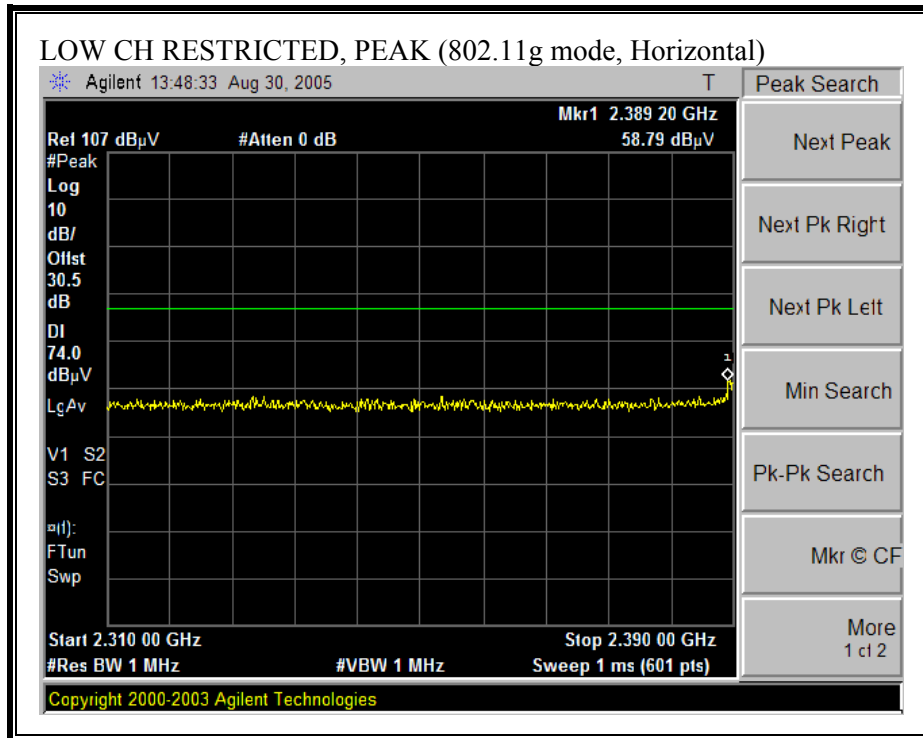 LOW CH RESTRICTED, PEAK (802.11g mode, Horizontal)
Agilent 13:48:33 Aug 30, 2005 T
Peak Search
Mkr1 2.389 20 GHz
Ref 107 dBµV #Atten 0 dB 58.79 dBµV
#Peak
Log
10
dB/
Offst
30.5
dB
DI
74.0
dBµV
LgAv
V1 S2
S3 FC
¤(f):
FTun
Swp
1
Start 2.310 00 GHz Stop 2.390 00 GHz
#Res BW 1 MHz #VBW 1 MHz Sweep 1 ms (601 pts)
Copyright 2000-2003 Agilent Technologies
Next Peak
Next Pk Right
Next Pk Left
Min Search
Pk-Pk Search
Mkr © CF
More
1 of 2